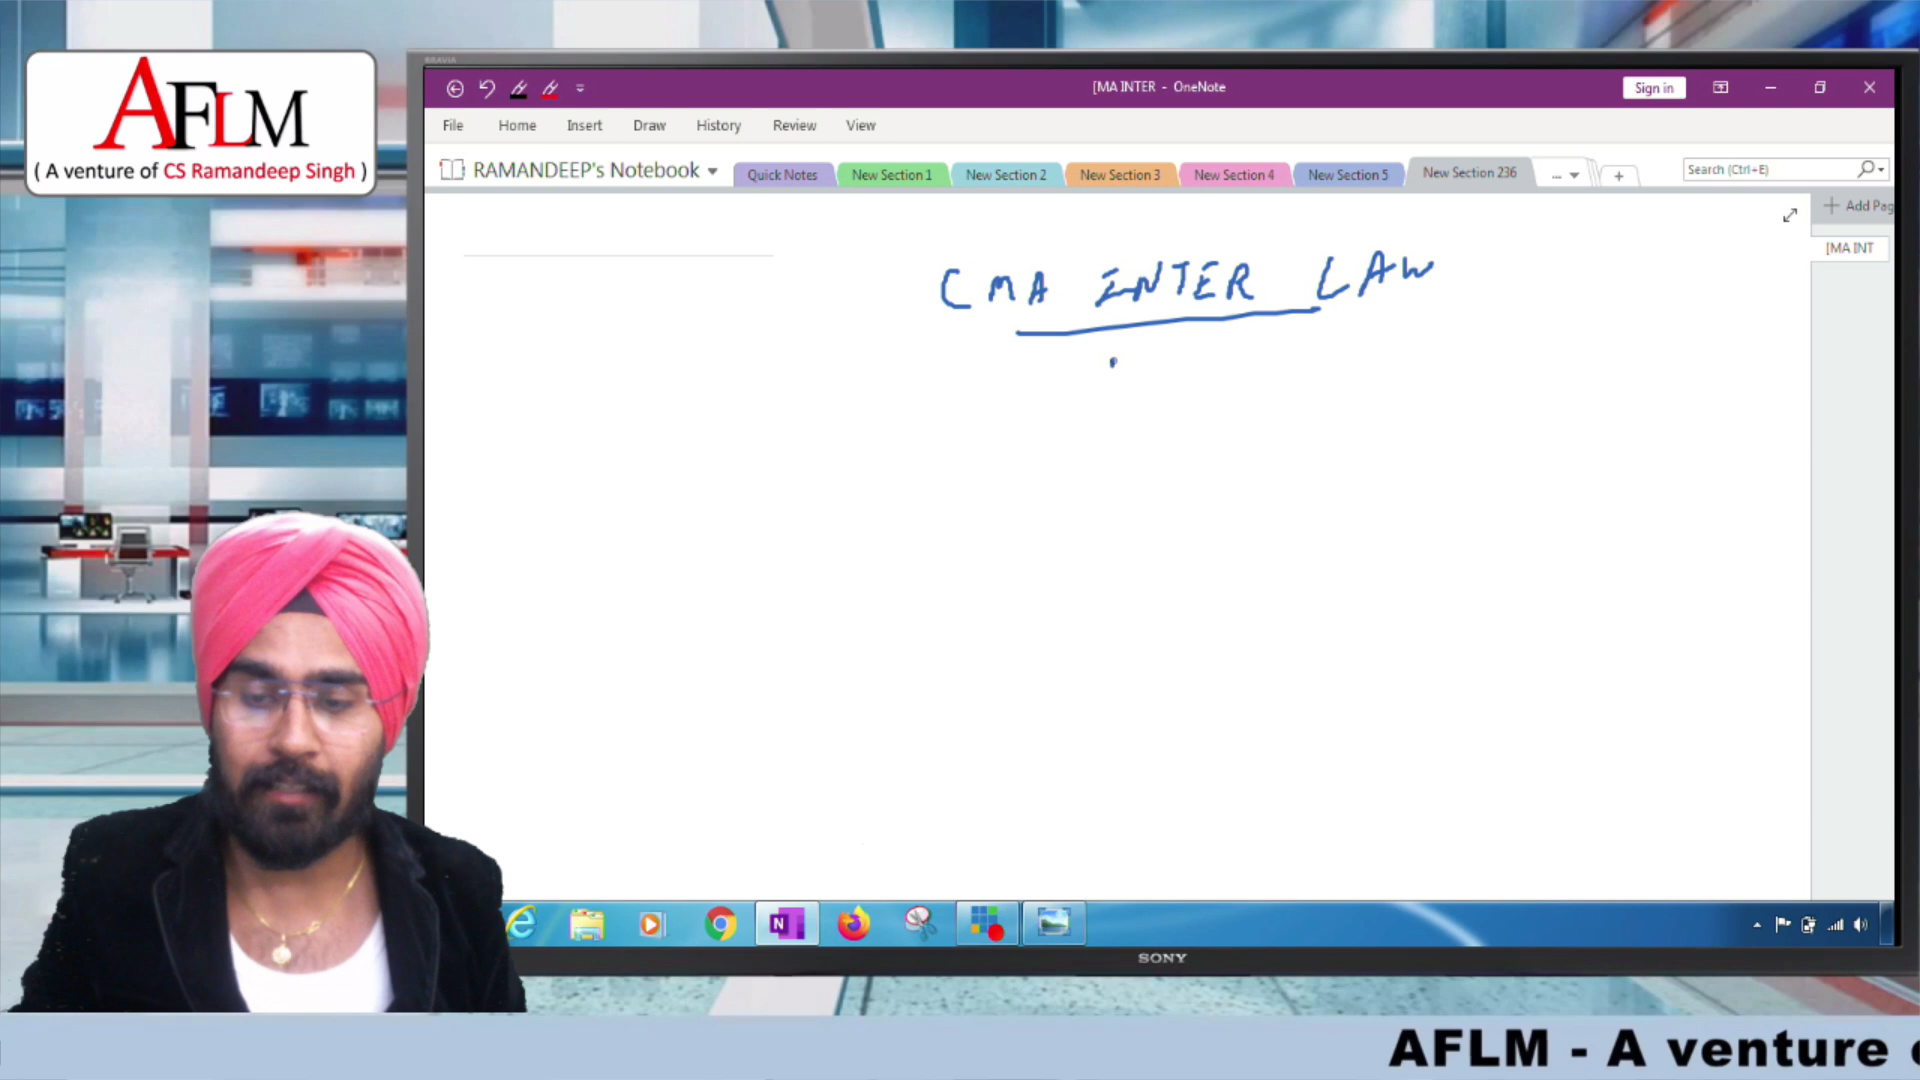 AFLM
( A venture of CS Ramandeep Singh )
BRAVIA
[MA INTER - OneNote
Sign in
File Home Insert Draw History Review View
RAMANDEEP's Notebook
Quick Notes New Section 1 New Section 2 New Section 3 New Section 4 New Section 5 New Section 236 ...
Search (Ctrl+E)
Add Pag
[MA INT
CMA INTER LAW
SONY
AFLM - A venture